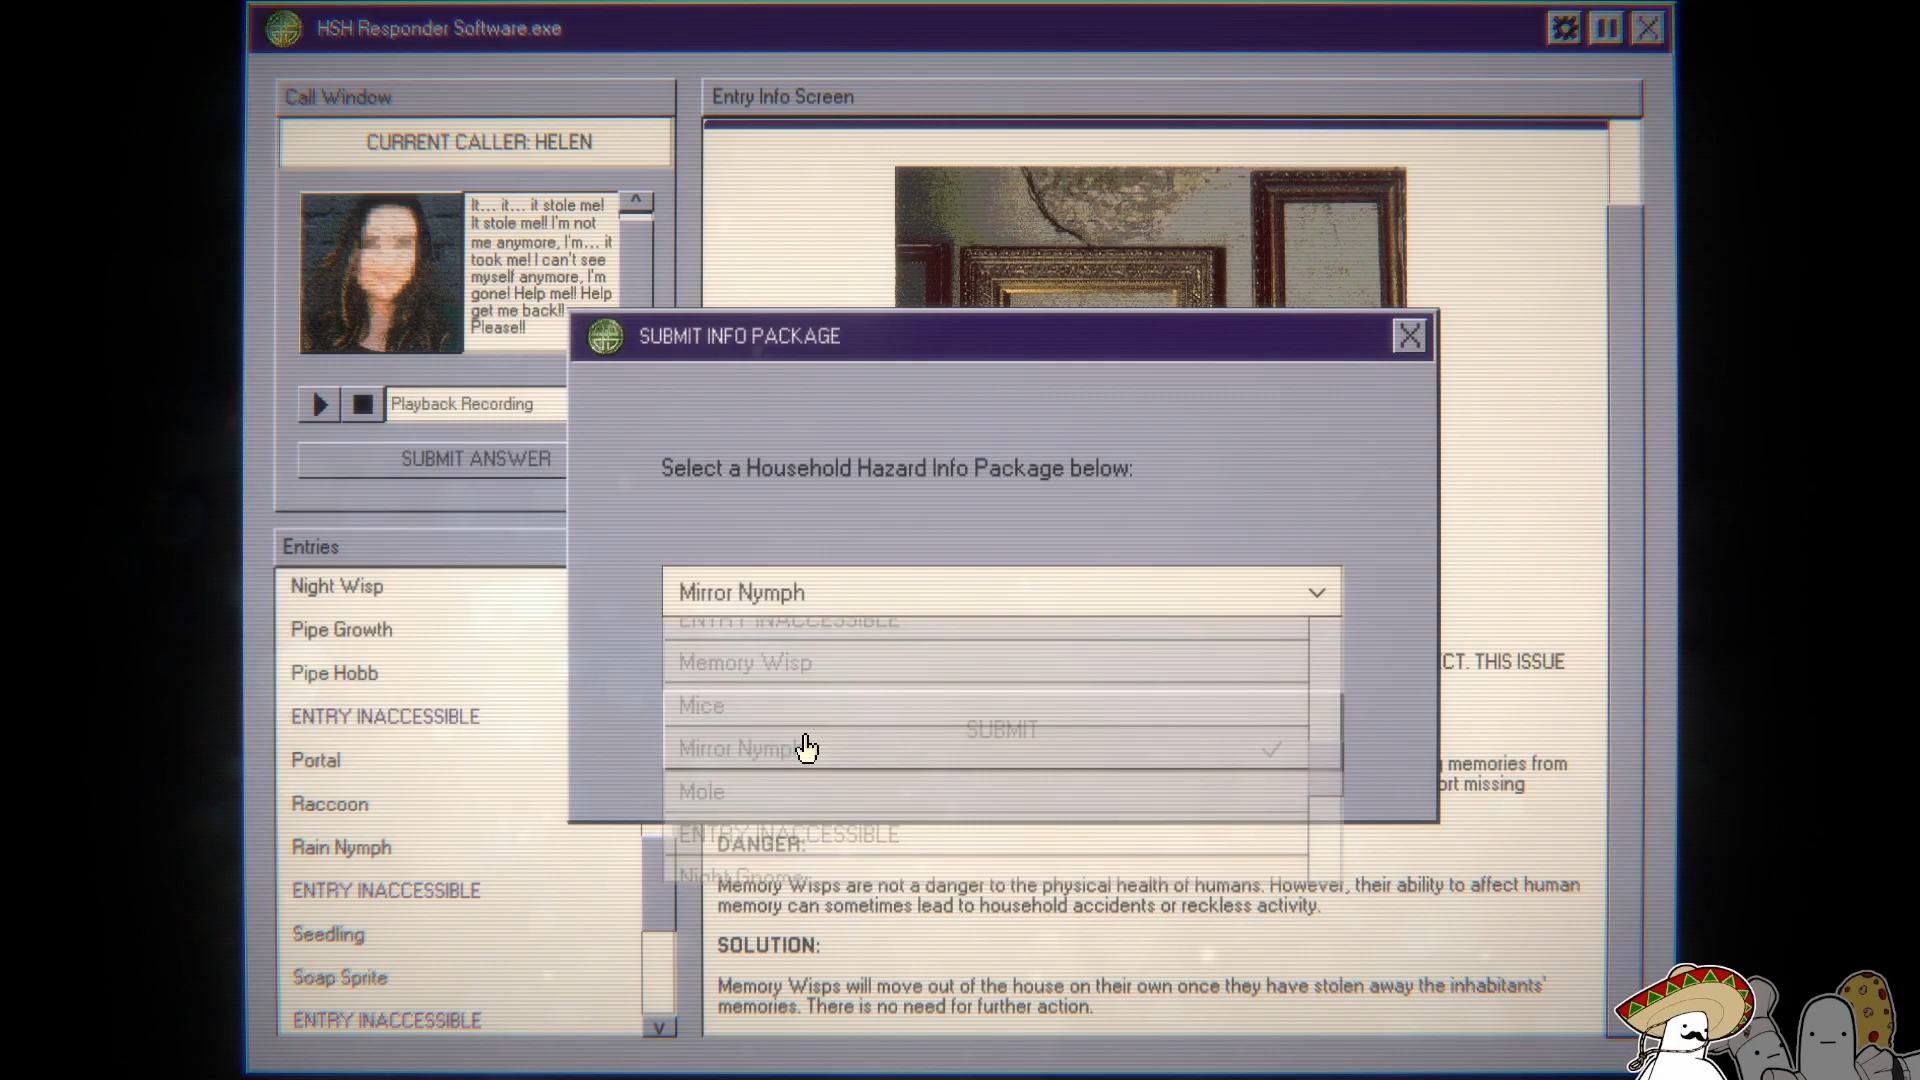 HSH Responder Software.exe
Call Window
CURRENT CALLER: HELEN
It... it... it stole me!
It stole me!! I'm not
me anymore, I'm... it
took me! I can't see
myself anymore, I'm
gone! Help me!! Help
get me back!!
Please!!
Playback Recording
SUBMIT ANSWER
Entries
Night Wisp
Pipe Growth
Pipe Hobb
ENTRY INACCESSIBLE
Portal
Raccoon
Rain Nymph
ENTRY INACCESSIBLE
Seedling
Soap Sprite
ENTRY INACCESSIBLE
Entry Info Screen
SUBMIT INFO PACKAGE
Select a Household Hazard Info Package below:
Mirror Nymph
ENTRY INACCESSIBLE
Memory Wisp
Mice
SUBMIT
Mirror Nymph
Mole
ENTRY INACCESSIBLE
Night Gnome
CT. THIS ISSUE
memories from
ort missing
DANGER:
Memory Wisps are not a danger to the physical health of humans. However, their ability to affect human
memory can sometimes lead to household accidents or reckless activity.
SOLUTION:
Memory Wisps will move out of the house on their own once they have stolen away the inhabitants'
memories. There is no need for further action.